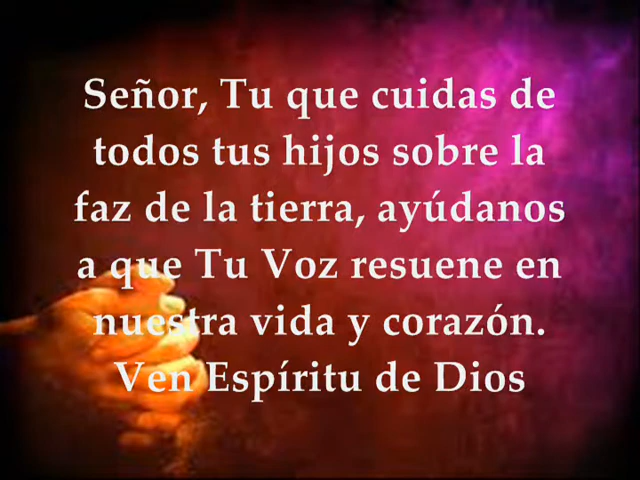 Señor, Tu que cuidas de
todos tus hijos sobre la
faz de la tierra, ayúdanos
a que Tu Voz resuene en
nuestra vida y corazón.
Ven Espíritu de Dios